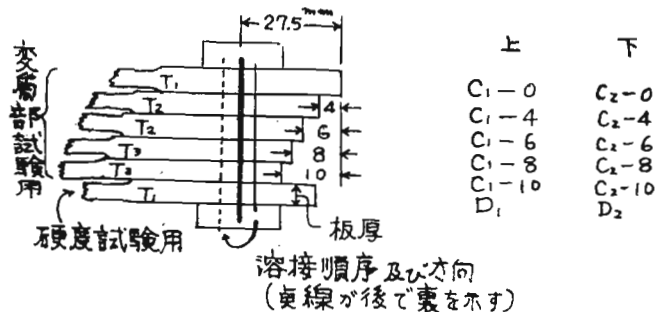 27.5mm
変質部試験用
T₁
T₂
T₂
T₃
T₃
T₁
4
6
8
10
硬度試験用
板厚
溶接順序及び方向
(点線が後で裏を示す)
上 下
C₁-0 C₂-0
C₁-4 C₂-4
C₁-6 C₂-6
C₁-8 C₂-8
C₁-10 C₂-10
D₁ D₂